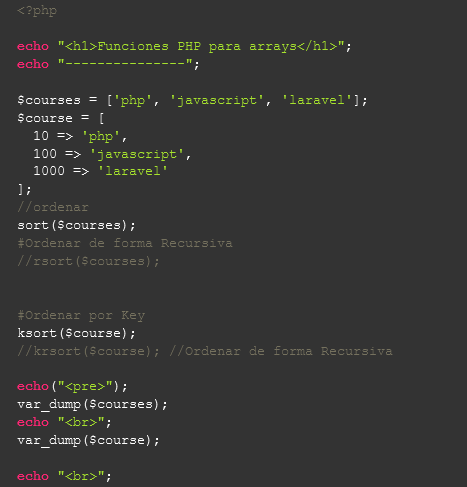 <?php
echo "<h1>Funciones PHP para arrays</h1>";
echo "---------------";
$courses = ['php', 'javascript', 'laravel'];
$course = [
10 => 'php',
100 => 'javascript',
1000 => 'laravel'
];
//ordenar
sort($courses);
#Ordenar de forma Recursiva
//rsort($courses);
#Ordenar por Key
ksort($course);
//krsort($course); //Ordenar de forma Recursiva
echo("<pre>");
var_dump($courses);
echo "<br>";
var_dump($course);
echo "<br>";